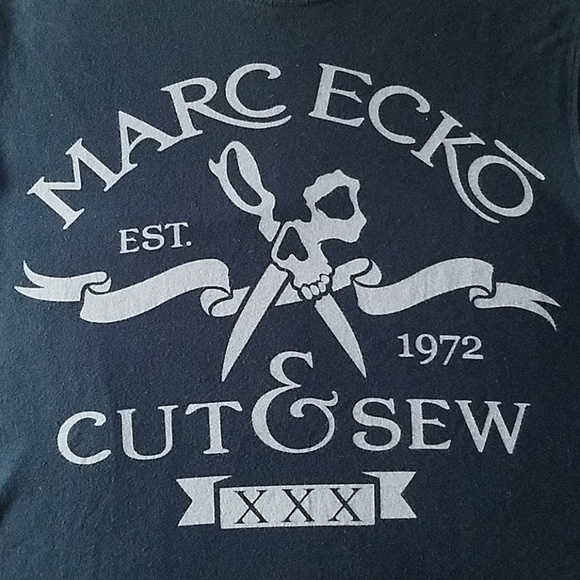 MARC ECKŌ
EST.
1972
CUT & SEW
XXX